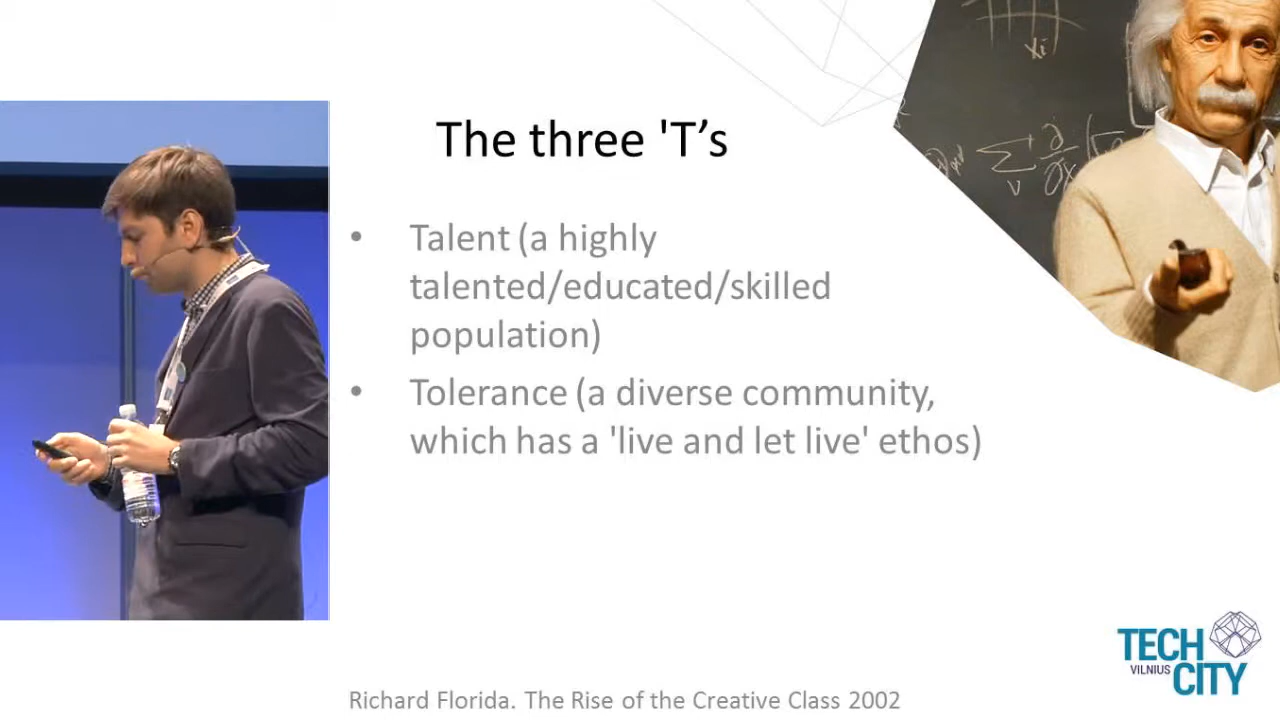 The three 'T’s
• Talent (a highly
talented/educated/skilled
population)
• Tolerance (a diverse community,
which has a 'live and let live' ethos)
Richard Florida. The Rise of the Creative Class 2002
TECH
VILNIUS CITY